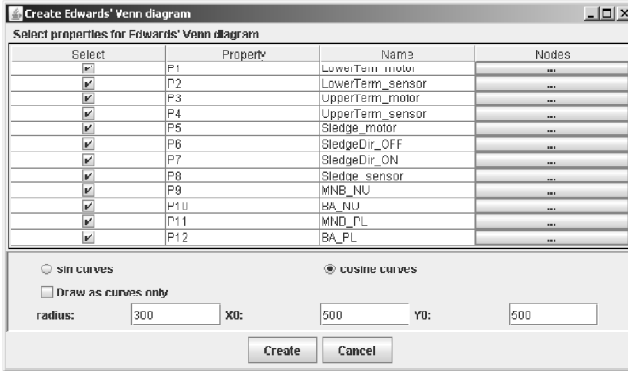 Create Edwards' Venn diagram
Select properties for Edwards' Venn diagram
Select Property Name Nodes
P1 LowerTerm_motor ...
P2 LowerTerm_sensor ...
P3 UpperTerm_motor ...
P4 UpperTerm_sensor ...
P5 Sledge_motor ...
P6 SledgeDir_OFF ...
P7 SledgeDir_ON ...
P8 Sledge_sensor ...
P9 MNB_NU ...
P10 BA_NU ...
P11 MND_PL ...
P12 BA_PL ...
sin curves cosine curves
Draw as curves only
radius: 300 X0: 500 Y0: 500
Create Cancel